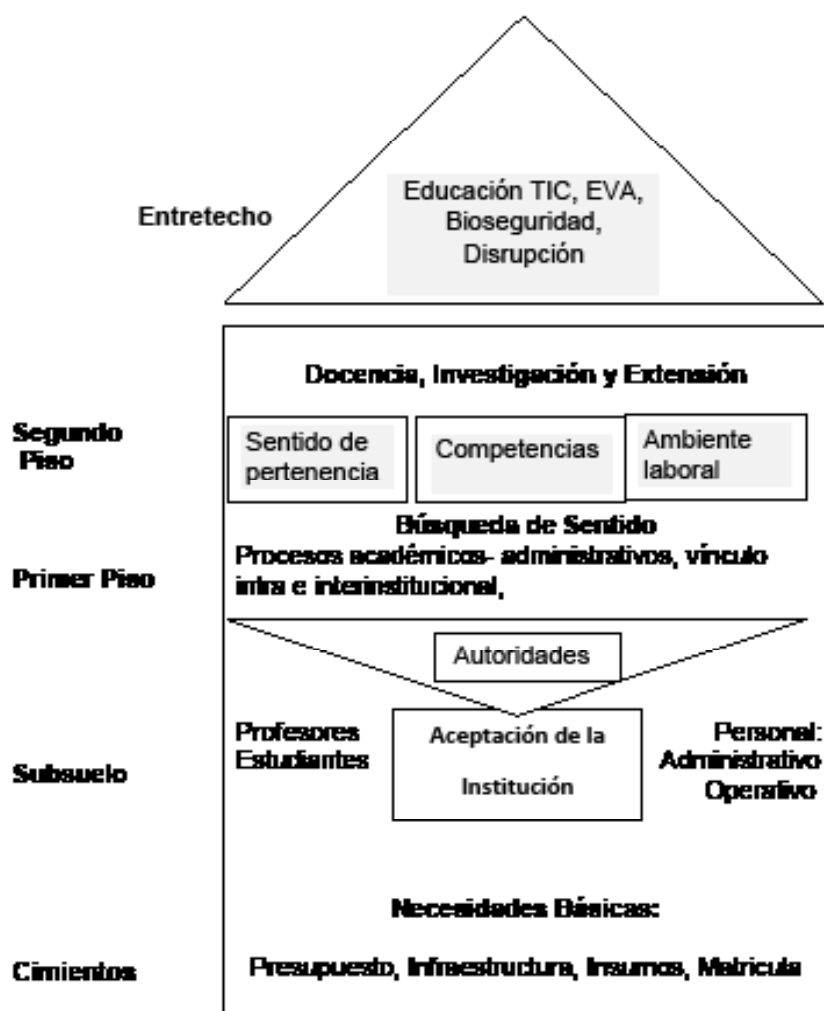 Entretecho
Educación TIC, EVA,
Bioseguridad,
Disrupción
Docencia, Investigación y Extensión
Segundo
Piso
Sentido de
pertenencia
Competencias
Ambiente
laboral
Búsqueda de Sentido
Primer Piso
Procesos académicos- administrativos, vínculo
intra e interinstitucional,
Autoridades
Subsuelo
Profesores
Estudiantes
Aceptación de la
Institución
Personal:
Administrativo
Operativo
Necesidades Básicas:
Cimientos
Presupuesto, Infraestructura, Insumos, Matricula